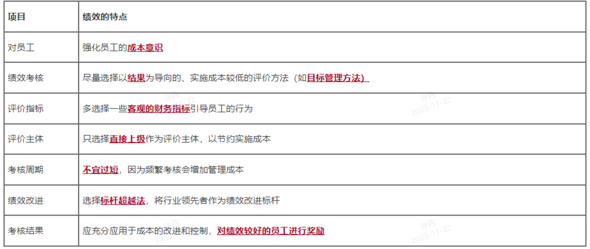 项目 绩效的特点
对员工 强化员工的成本意识
绩效考核 尽量选择以结果为导向的、实施成本较低的评价方法（如目标管理方法）
评价指标 多选择一些客观的财务指标引导员工的行为
评价主体 只选择直接上级作为评价主体，以节约实施成本
考核周期 不宜过短，因为频繁考核会增加管理成本
绩效改进 选择标杆超越法，将行业领先者作为绩效改进标杆
考核结果 应充分应用于成本的改进和控制，对绩效较好的员工进行奖励